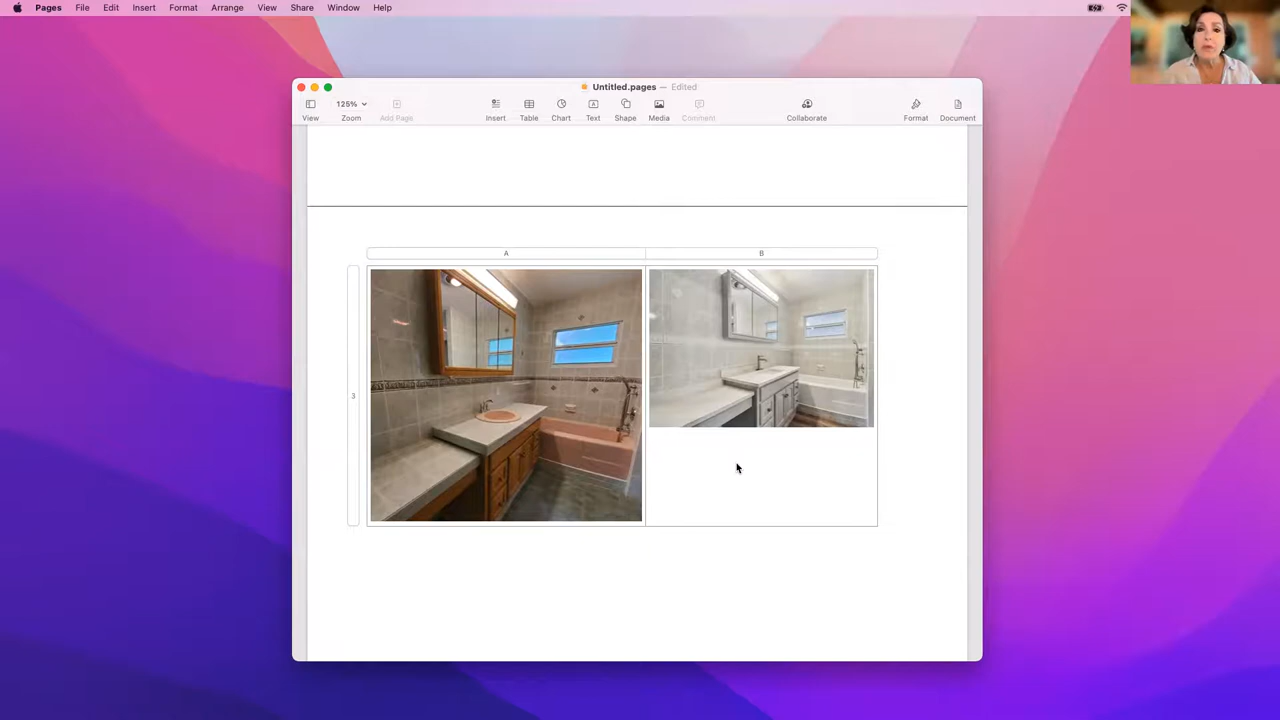 Pages File Edit Insert Format Arrange View Share Window Help
Untitled.pages — Edited
125%
View Zoom Add Page Insert Table Chart Text Shape Media Comment Collaborate Format Document
A B
3